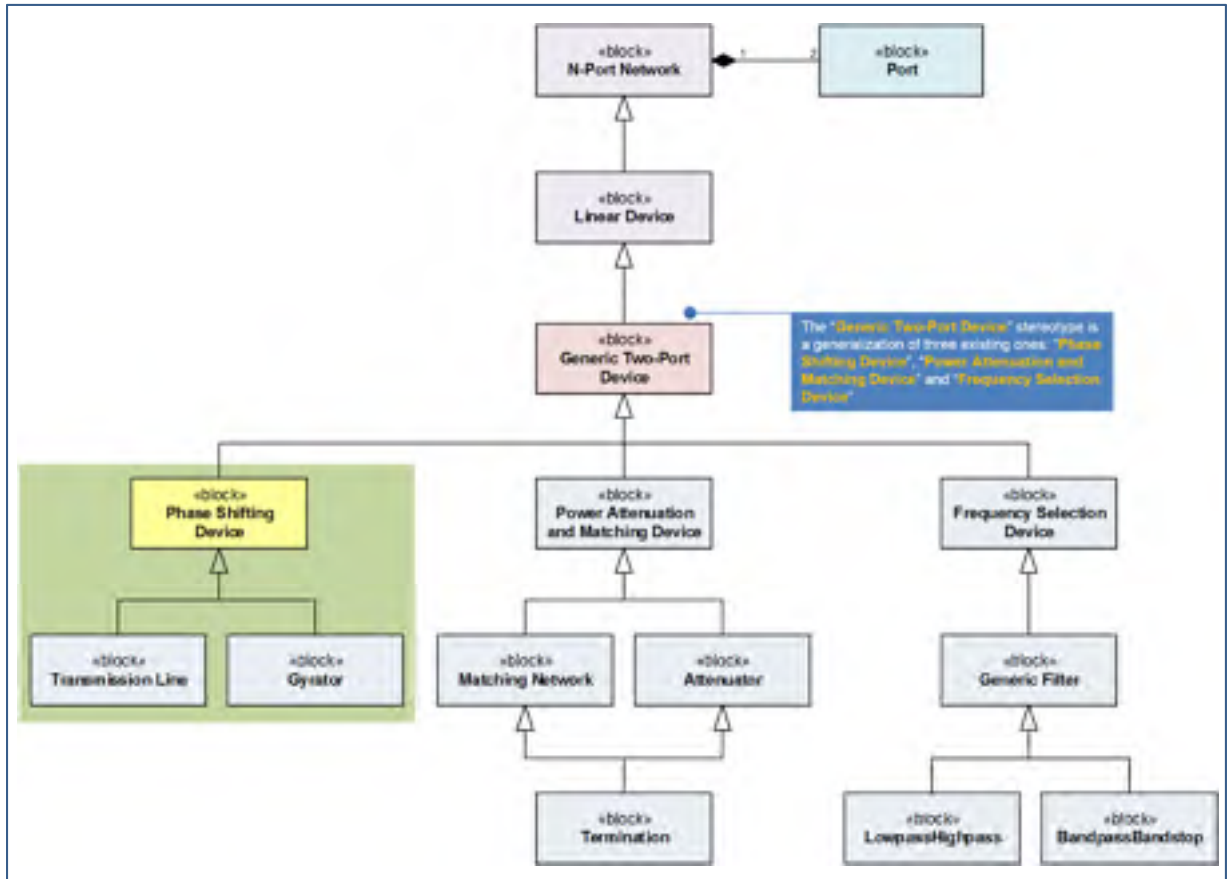 «block»
N-Port Network
1
2
«block»
Port
«block»
Linear Device
«block»
Generic Two-Port
Device
The "Generic Two-Port Device" stereotype is
a generalization of three existing ones: "Phase
Shifting Device", "Power Attenuation and
Matching Device" and "Frequency Selection
Device"
«block»
Phase Shifting
Device
«block»
Power Attenuation
and Matching Device
«block»
Frequency Selection
Device
«block»
Transmission Line
«block»
Gyrator
«block»
Matching Network
«block»
Attenuator
«block»
Generic Filter
«block»
Termination
«block»
LowpassHighpass
«block»
BandpassBandstop